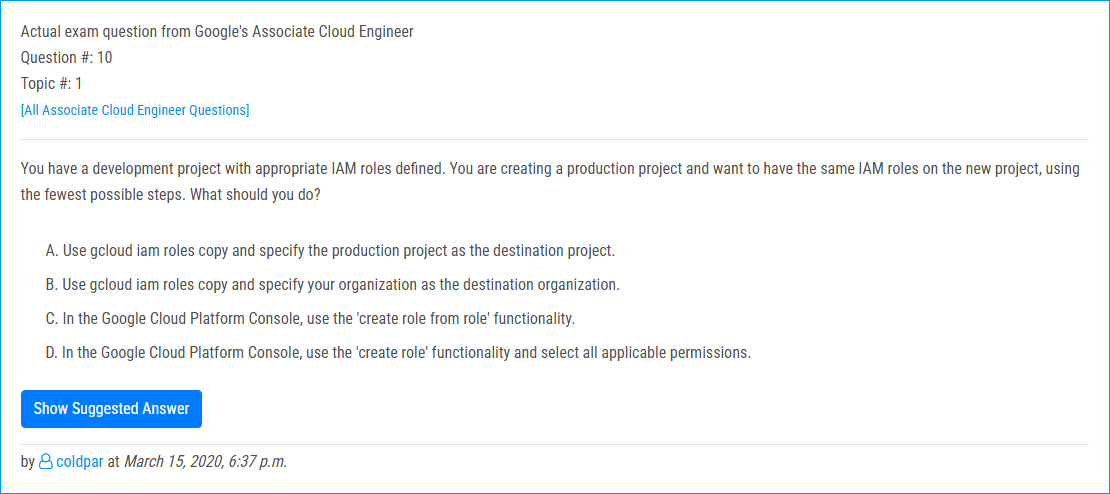 Actual exam question from Google's Associate Cloud Engineer
Question #: 10
Topic #: 1
[All Associate Cloud Engineer Questions]
You have a development project with appropriate IAM roles defined. You are creating a production project and want to have the same IAM roles on the new project, using
the fewest possible steps. What should you do?
A. Use gcloud iam roles copy and specify the production project as the destination project.
B. Use gcloud iam roles copy and specify your organization as the destination organization.
C. In the Google Cloud Platform Console, use the 'create role from role' functionality.
D. In the Google Cloud Platform Console, use the 'create role' functionality and select all applicable permissions.
Show Suggested Answer
by coldpar at March 15, 2020, 6:37 p.m.